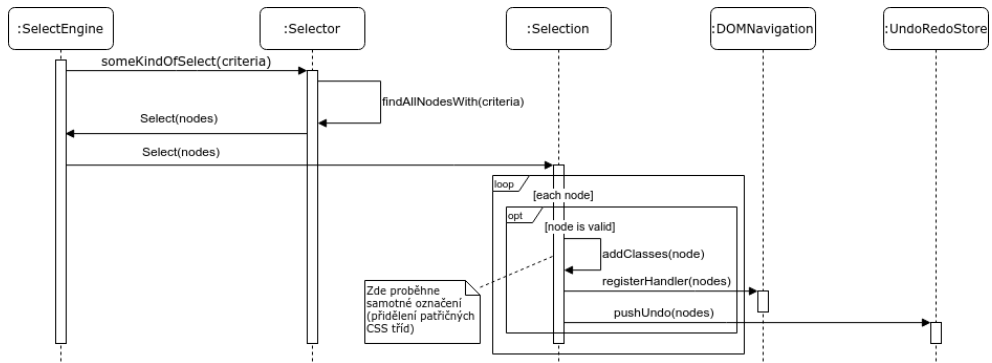 :SelectEngine
:Selector
:Selection
:DOMNavigation
:UndoRedoStore
someKindOfSelect(criteria)
findAllNodesWith(criteria)
Select(nodes)
Select(nodes)
loop
[each node]
opt
[node is valid]
addClasses(node)
registerHandler(nodes)
Zde proběhne
samotné označení
(přidělení patřičných
CSS tříd)
pushUndo(nodes)